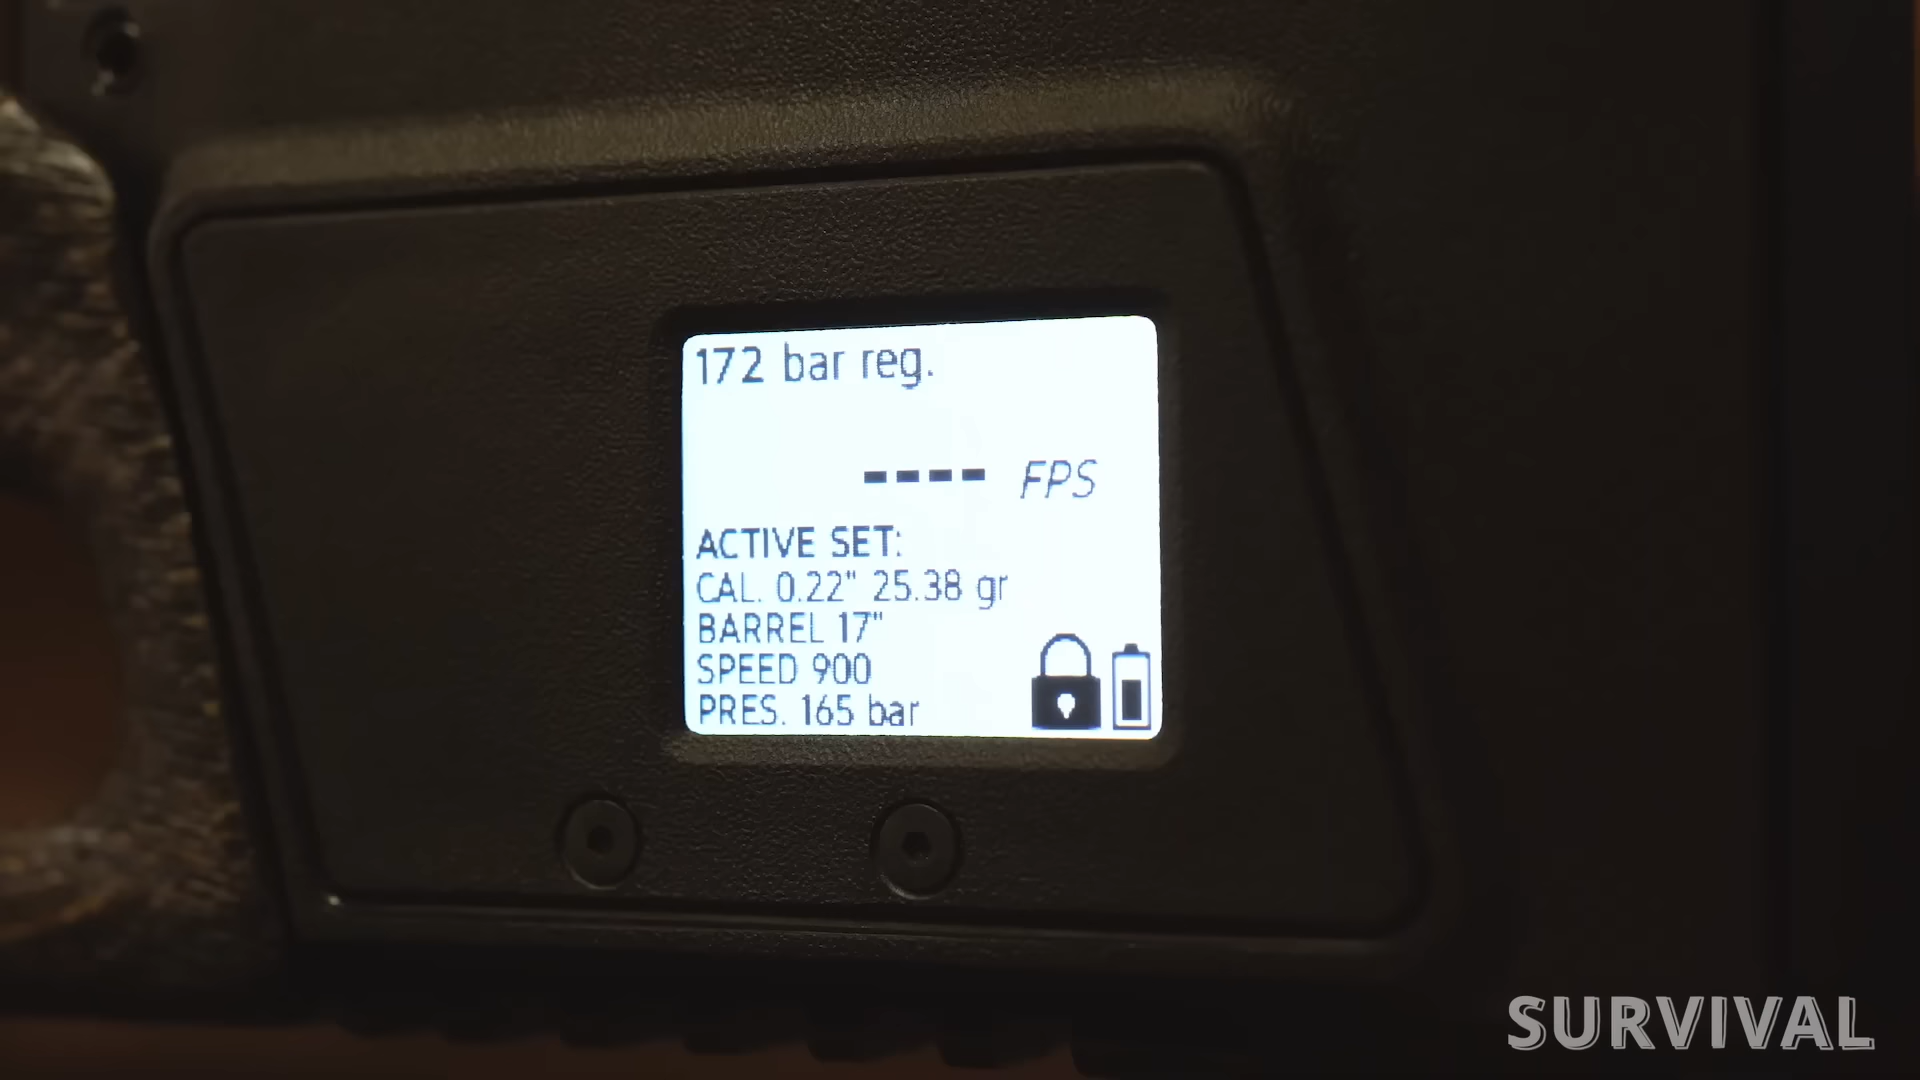 172 bar reg.
---- FPS
ACTIVE SET:
CAL. 0.22" 25.38 gr
BARREL 17"
SPEED 900
PRES. 165 bar
SURVIVAL